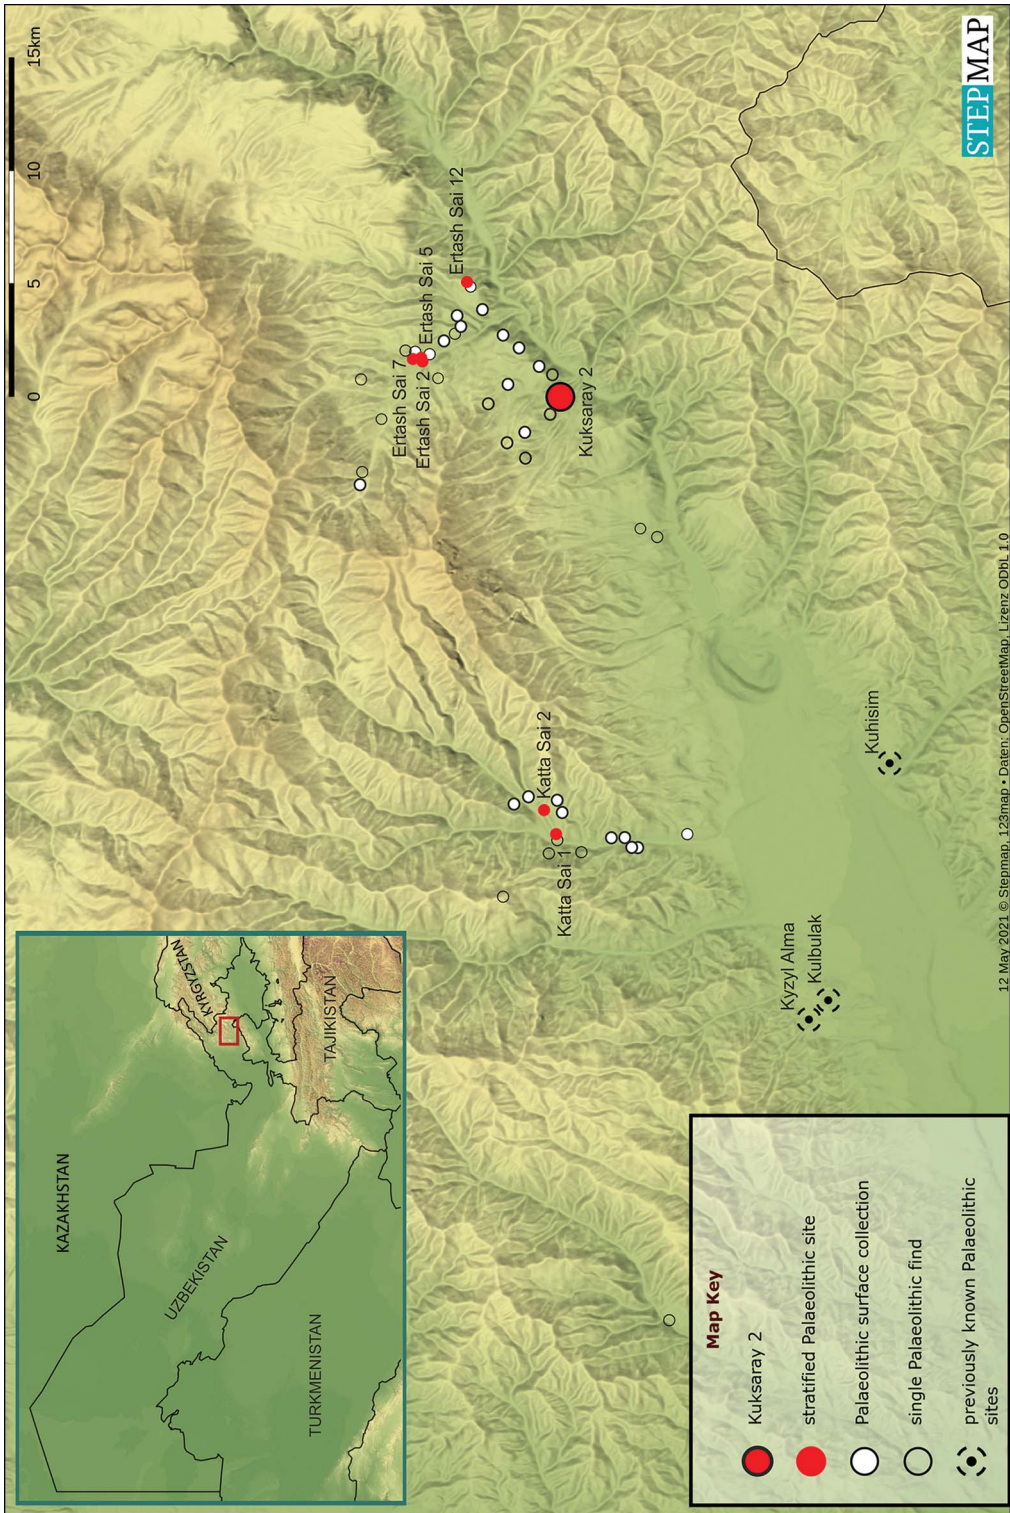 KAZAKHSTAN
KYRGYZSTAN
UZBEKISTAN
TURKMENISTAN
TAJIKISTAN
0 5 10 15km
Ertash Sai 7
Ertash Sai 2
Ertash Sai 5
Ertash Sai 12
Kuksaray 2
Katta Sai 2
Katta Sai 1
Kyzyl Alma
Kulbulak
Kuhisim
Map Key
Kuksaray 2
stratified Palaeolithic site
Palaeolithic surface collection
single Palaeolithic find
previously known Palaeolithic
sites
STEPMAP
12 May 2021 © Stepmap, 123map • Daten: OpenStreetMap, Lizenz ODbL 1.0